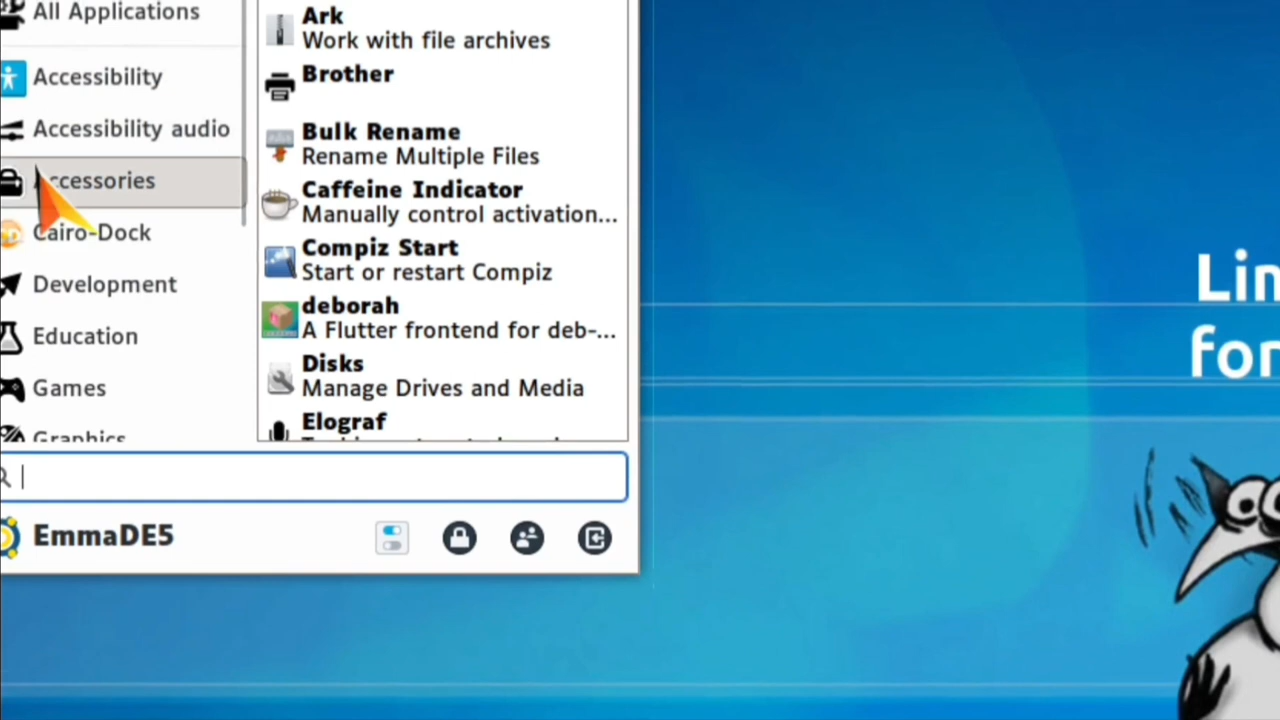 All Applications
Accessibility
Accessibility audio
ccessories
Cairo-Dock
Development
Education
Games
Graphics
Ark
Work with file archives
Brother
Bulk Rename
Rename Multiple Files
Caffeine Indicator
Manually control activation...
Compiz Start
Start or restart Compiz
deborah
A Flutter frontend for deb-...
Disks
Manage Drives and Media
Elograf
EmmaDE5
Lin
for